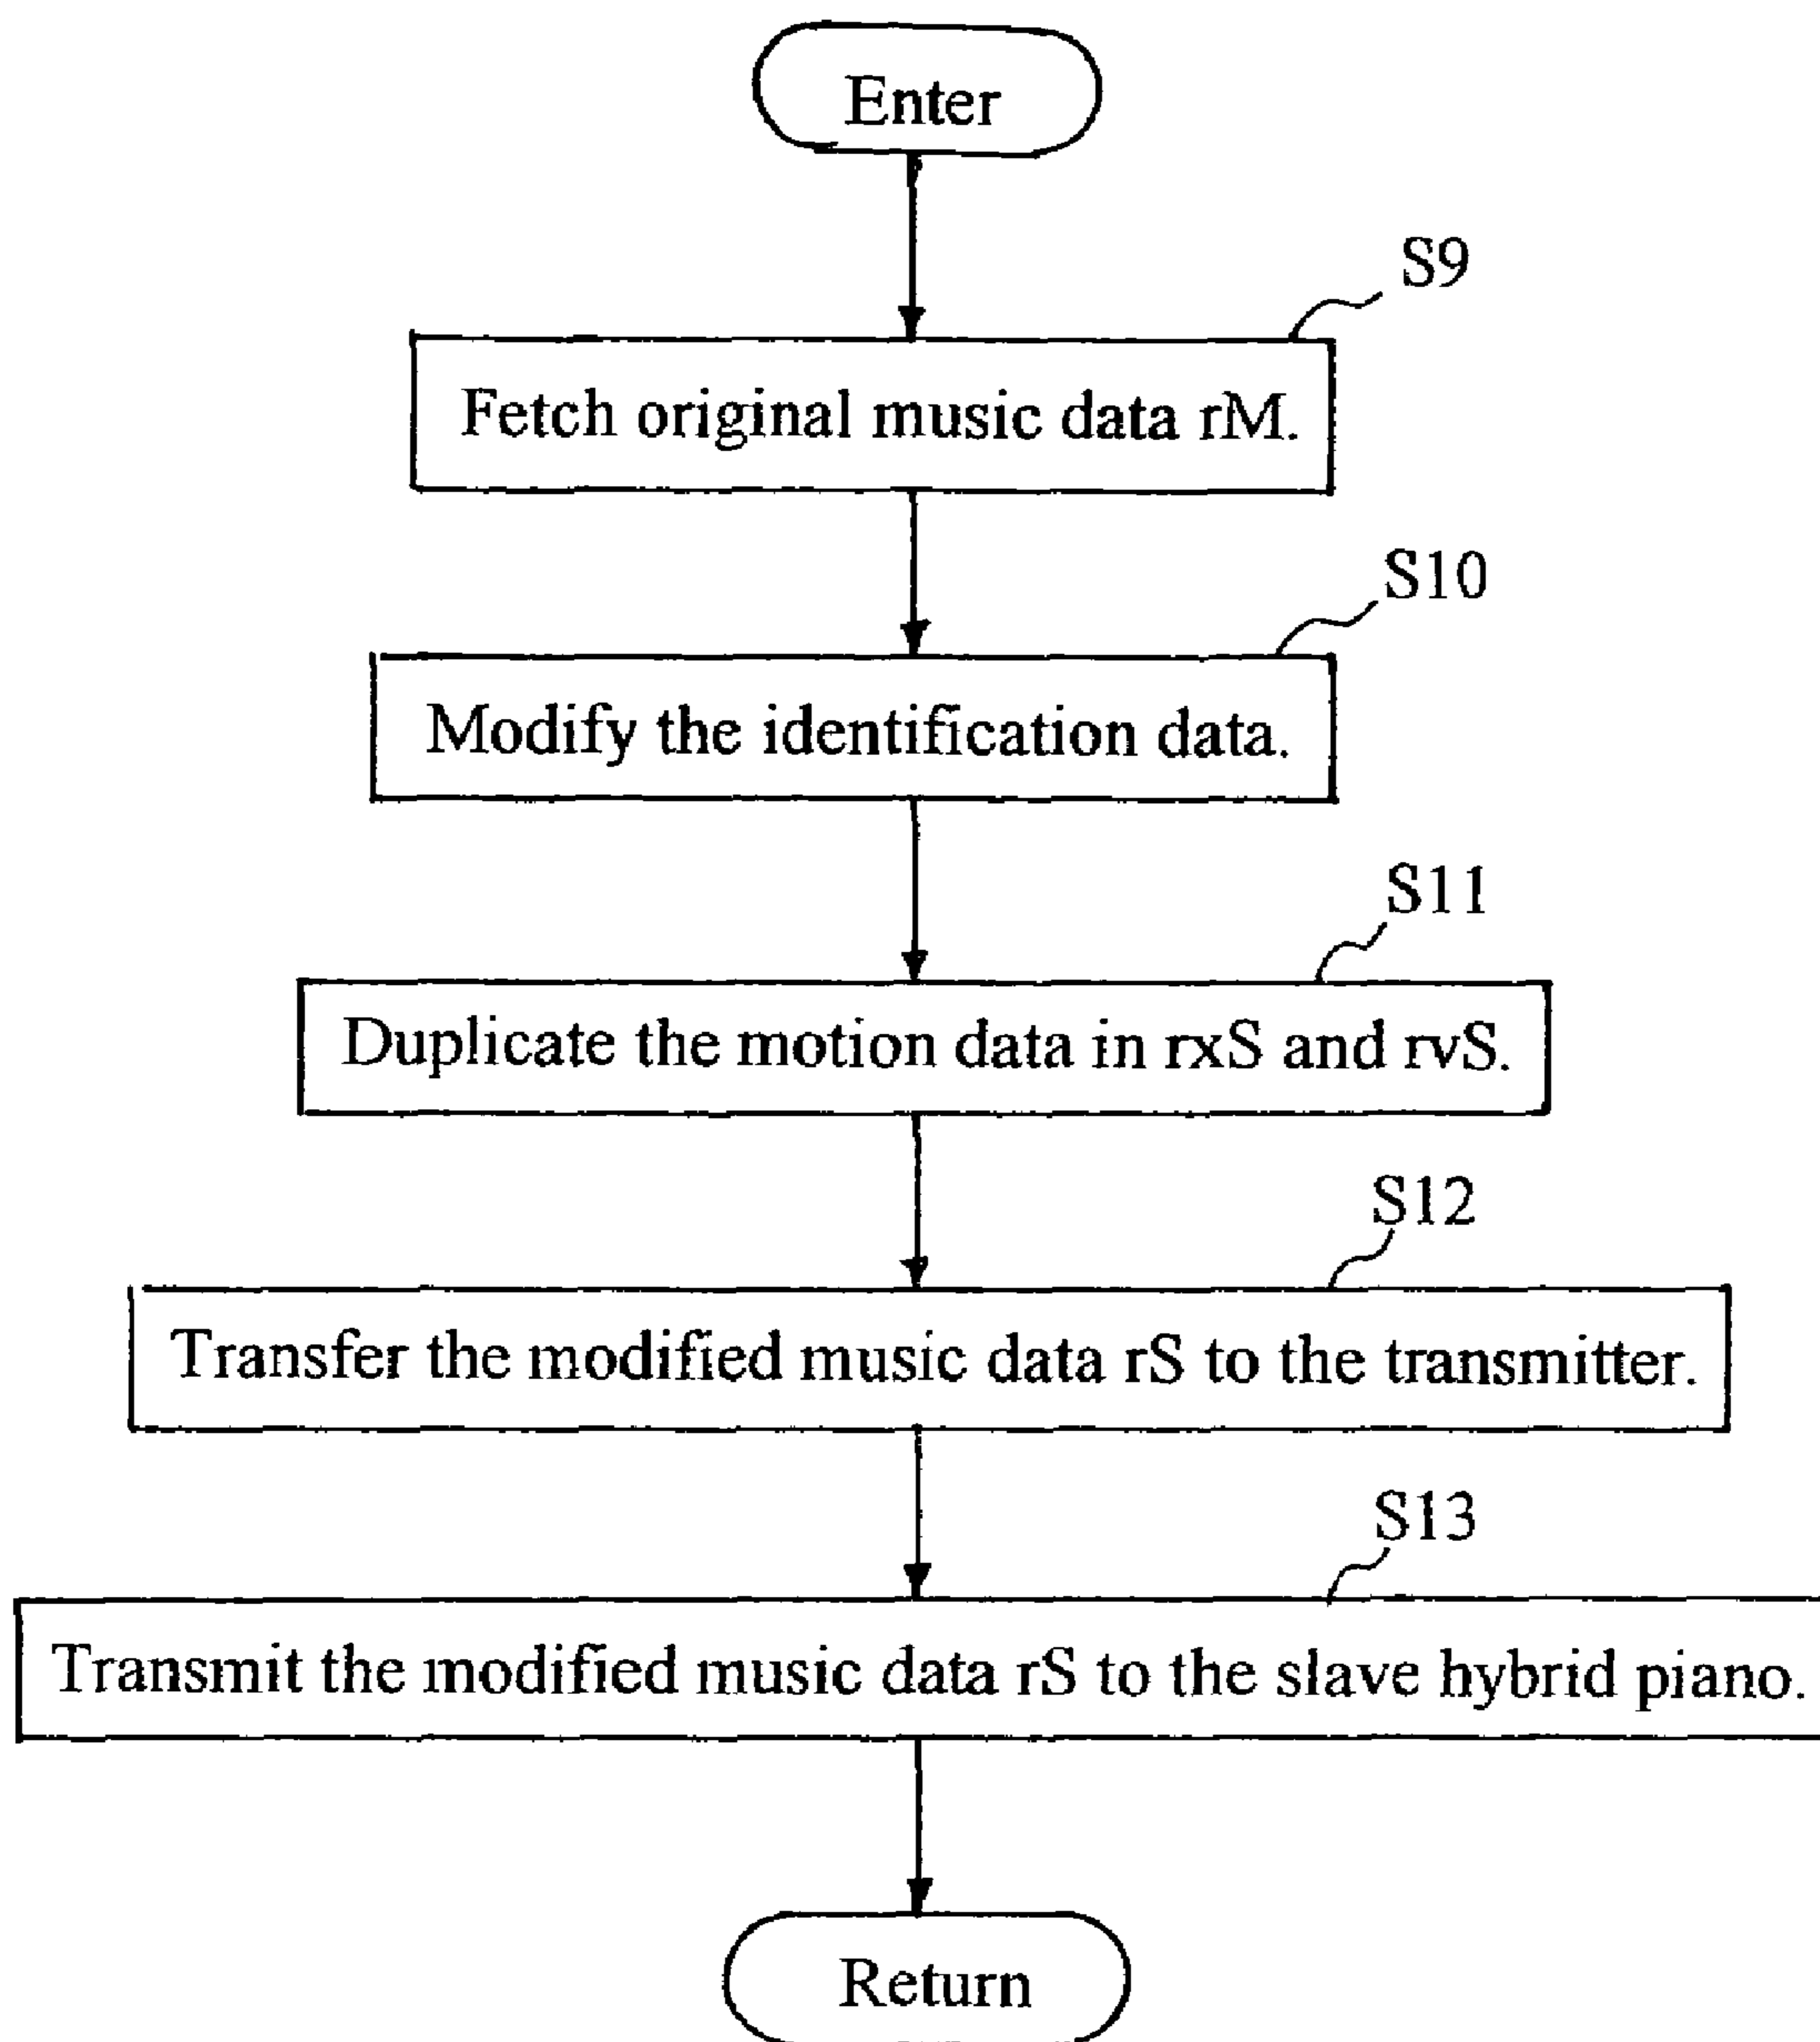 Enter
S9
Fetch original music data rM.
S10
Modify the identification data.
S11
Duplicate the motion data in rxS and rvS.
S12
Transfer the modified music data rS to the transmitter.
S13
Transmit the modified music data rS to the slave hybrid piano.
Return